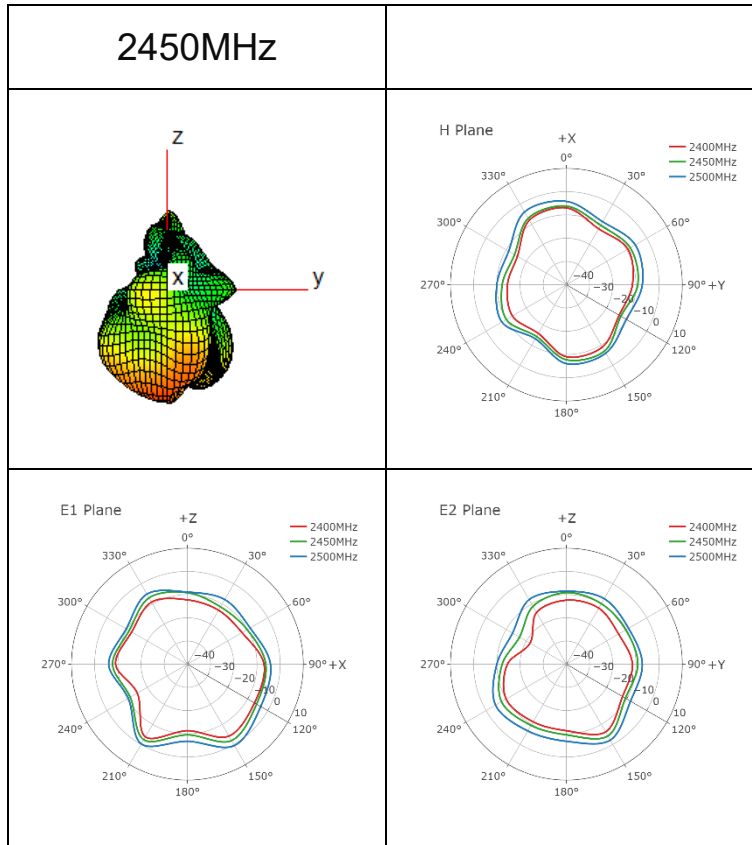 2450MHz
z
x
y
H Plane
+X
0°
2400MHz
2450MHz
2500MHz
330°
30°
300°
60°
270°
−40
−30
−20
−10
0
10
90°+Y
240°
120°
210°
150°
180°
E1 Plane
+Z
0°
2400MHz
2450MHz
2500MHz
330°
30°
300°
60°
270°
−40
−30
−20
−10
0
10
90°+X
240°
120°
210°
150°
180°
E2 Plane
+Z
0°
2400MHz
2450MHz
2500MHz
330°
30°
300°
60°
270°
−40
−30
−20
−10
0
10
90°+Y
240°
120°
210°
150°
180°